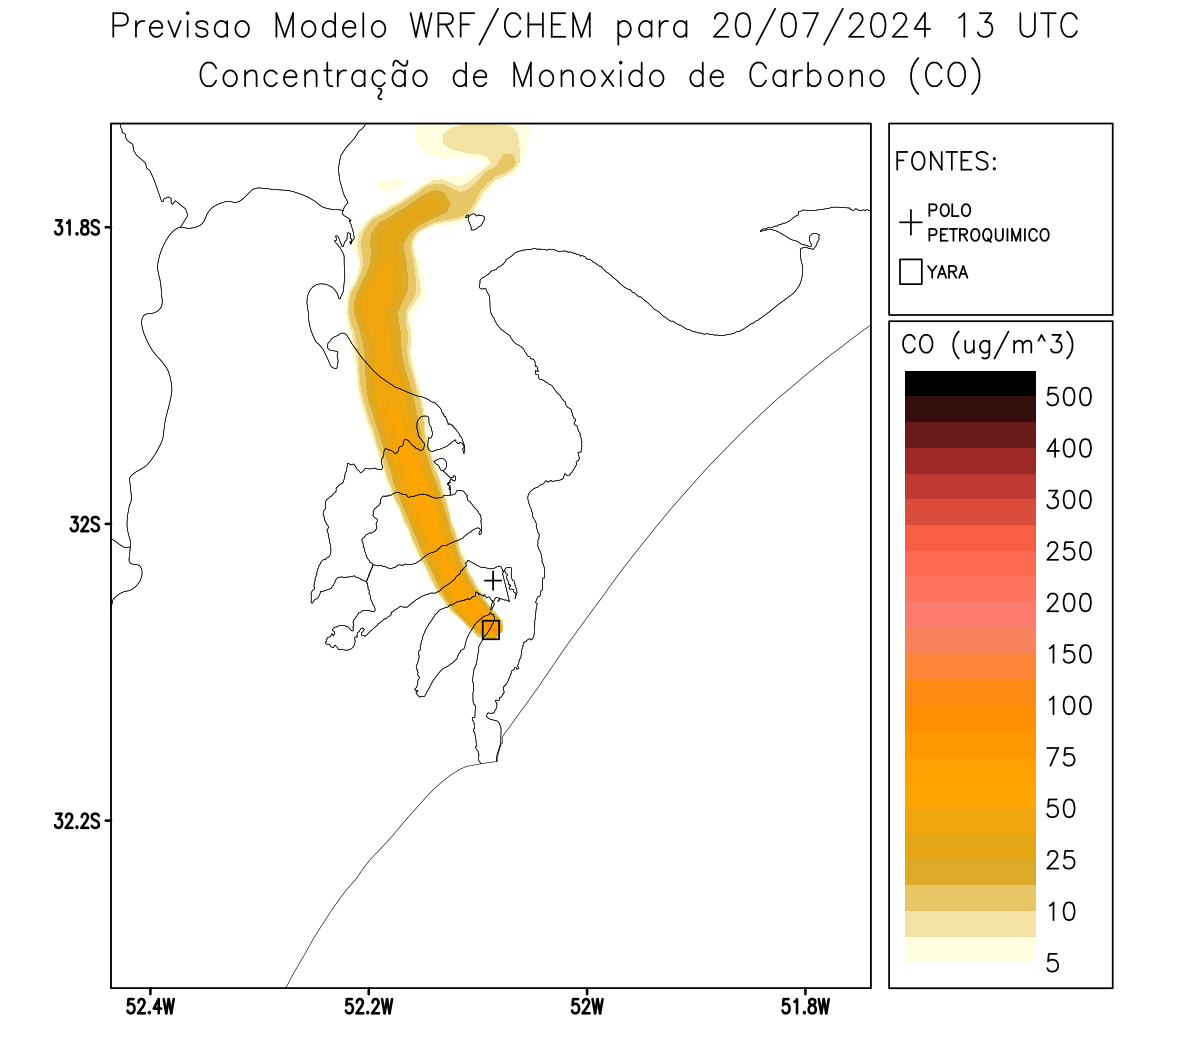 Previsao Modelo WRF/CHEM para 20/07/2024 13 UTC
Concentração de Monoxido de Carbono (CO)
FONTES:
POLO
PETROQUIMICO
YARA
CO (ug/m^3)
500
400
300
250
200
150
100
75
50
25
10
5
31.8S
32S
32.2S
52.4W
52.2W
52W
51.8W